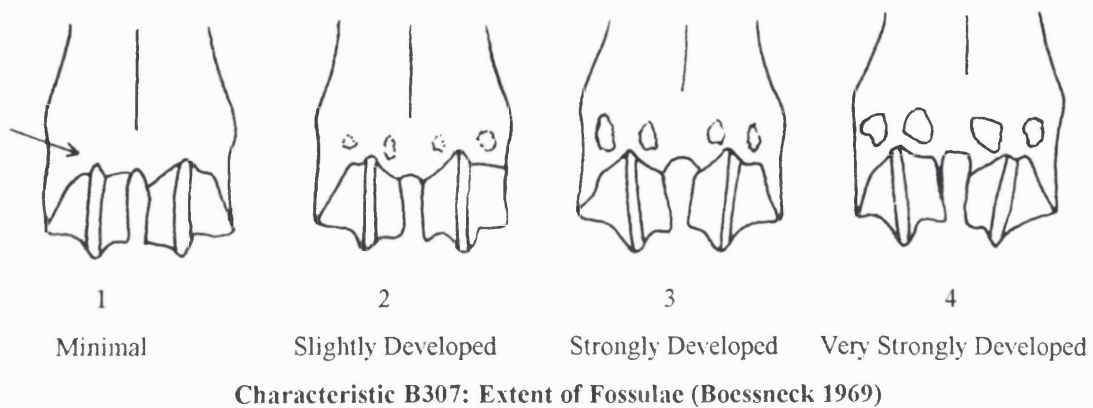 1 2 3 4
Minimal Slightly Developed Strongly Developed Very Strongly Developed
Characteristic B307: Extent of Fossulae (Boessneck 1969)